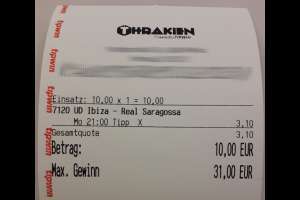 THRAKIEN
Einsatz: 10,00 x 1 = 10,00
7120 UD Ibiza - Real Saragossa
Mo 21:00 Tipp X 3,10
Gesamtquote 3,10
Betrag: 10,00 EUR
Max. Gewinn 31,00 EUR
tipwin
tipwin
tipwin